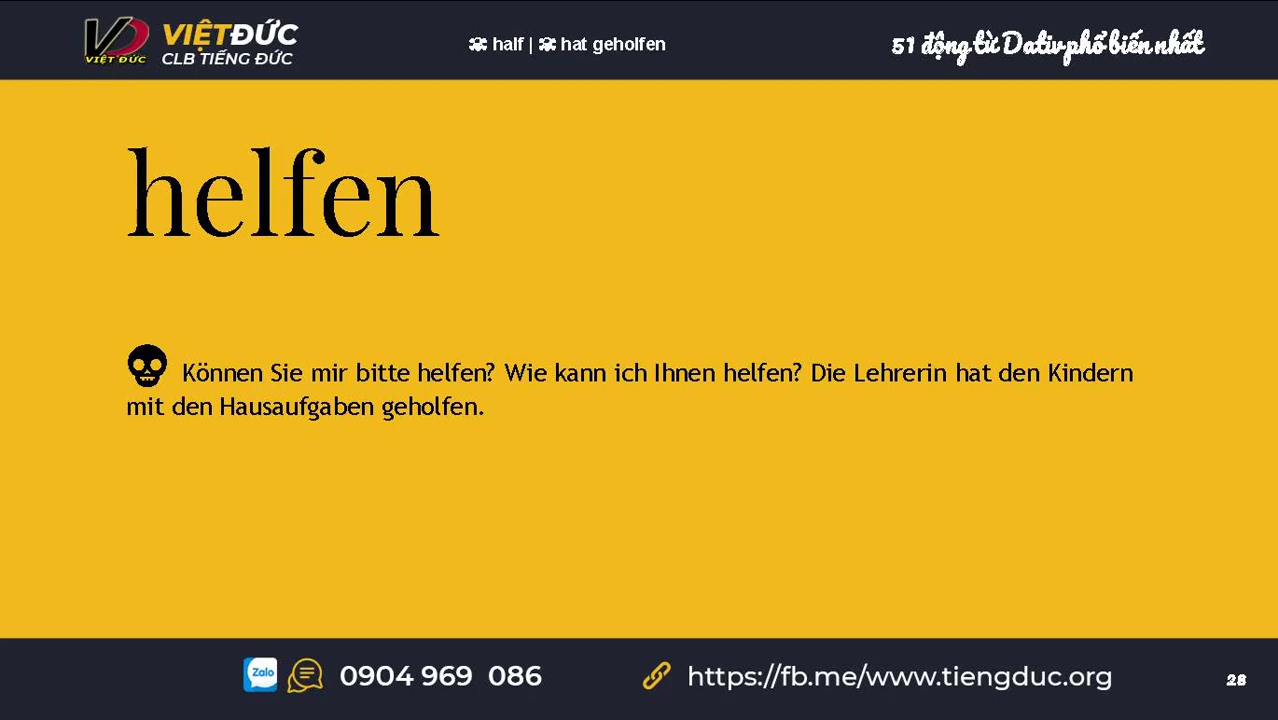 VIỆT ĐỨC
VIỆTĐỨC
CLB TIẾNG ĐỨC
half | hat geholfen
51 động từ Dativ phổ biến nhất
helfen
Können Sie mir bitte helfen? Wie kann ich Ihnen helfen? Die Lehrerin hat den Kindern
mit den Hausaufgaben geholfen.
Zalo
0904 969 086
https://fb.me/www.tiengduc.org
28